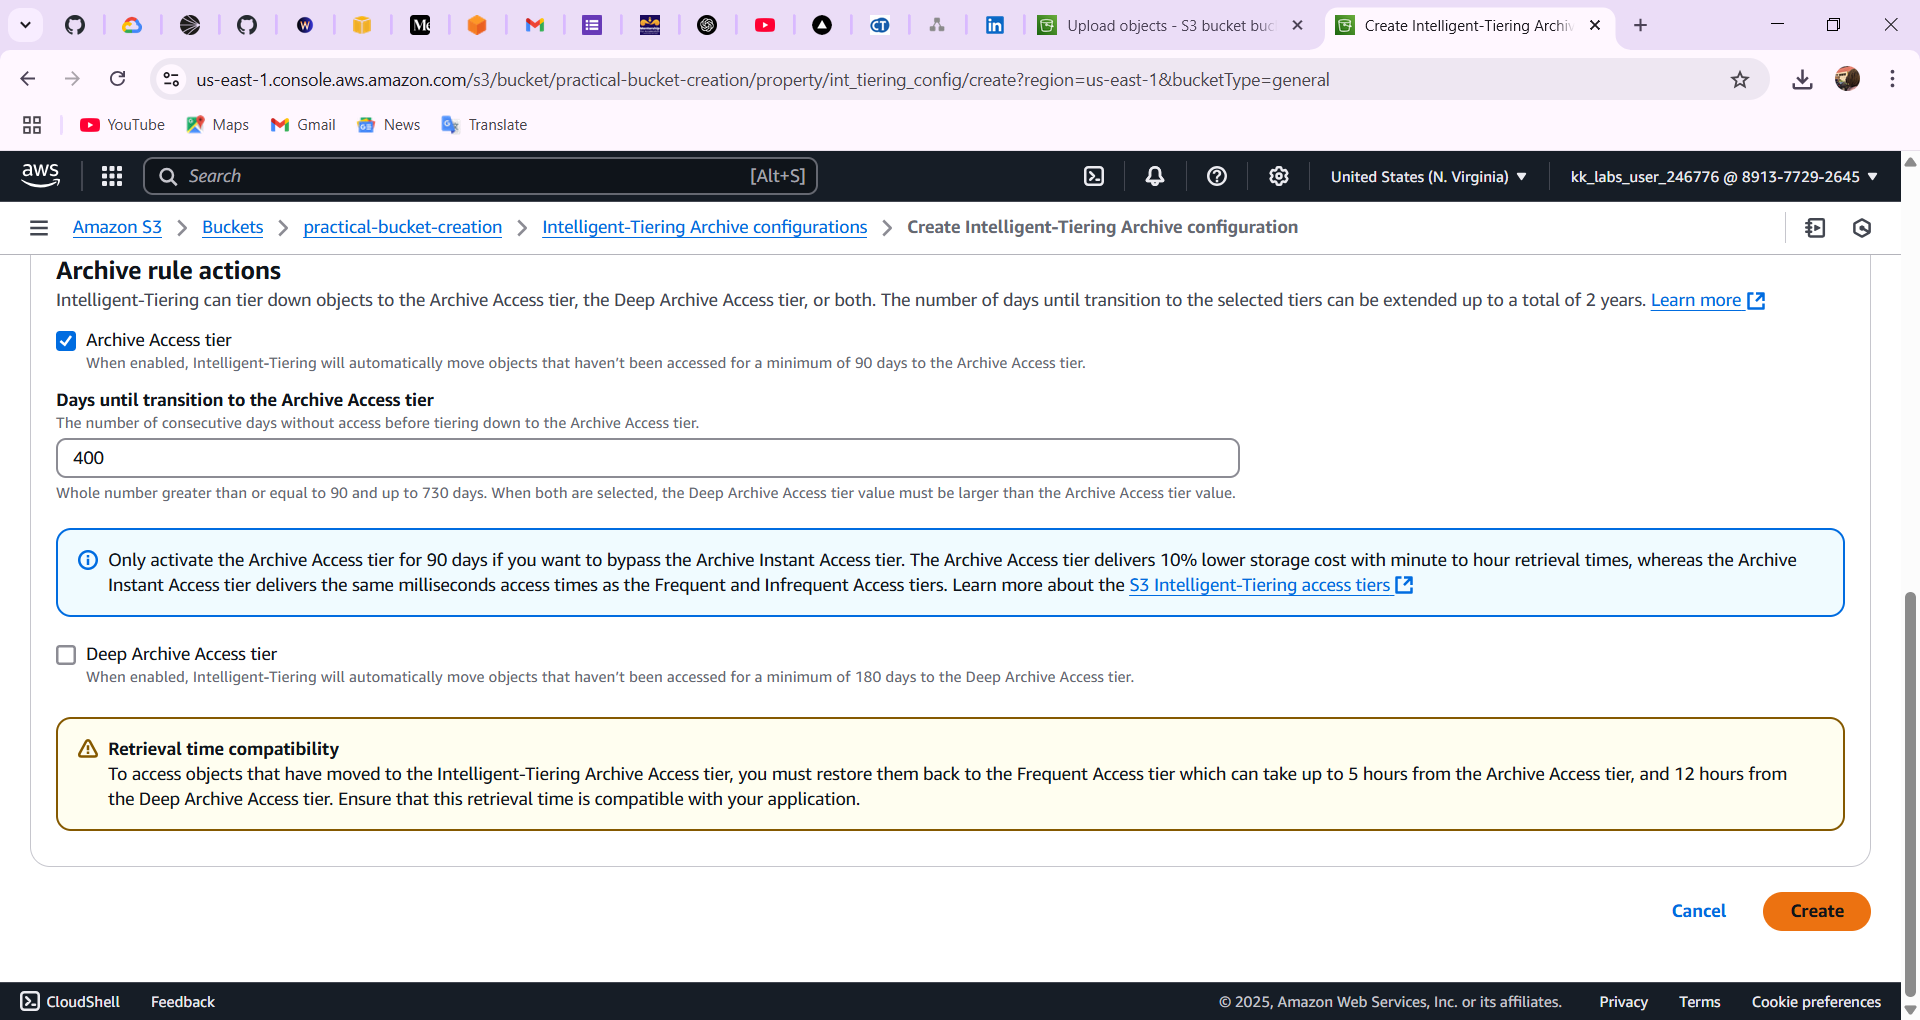 Upload objects - S3 bucket buc
Create Intelligent-Tiering Archiv
us-east-1.console.aws.amazon.com/s3/bucket/practical-bucket-creation/property/int_tiering_config/create?region=us-east-1&bucketType=general
YouTube
Maps
Gmail
News
Translate
aws
Search
[Alt+S]
United States (N. Virginia)
kk_labs_user_246776 @ 8913-7729-2645
Amazon S3
Buckets
practical-bucket-creation
Intelligent-Tiering Archive configurations
Create Intelligent-Tiering Archive configuration
Archive rule actions
Intelligent-Tiering can tier down objects to the Archive Access tier, the Deep Archive Access tier, or both. The number of days until transition to the selected tiers can be extended up to a total of 2 years. Learn more
Archive Access tier
When enabled, Intelligent-Tiering will automatically move objects that haven’t been accessed for a minimum of 90 days to the Archive Access tier.
Days until transition to the Archive Access tier
The number of consecutive days without access before tiering down to the Archive Access tier.
400
Whole number greater than or equal to 90 and up to 730 days. When both are selected, the Deep Archive Access tier value must be larger than the Archive Access tier value.
Only activate the Archive Access tier for 90 days if you want to bypass the Archive Instant Access tier. The Archive Access tier delivers 10% lower storage cost with minute to hour retrieval times, whereas the Archive
Instant Access tier delivers the same milliseconds access times as the Frequent and Infrequent Access tiers. Learn more about the S3 Intelligent-Tiering access tiers
Deep Archive Access tier
When enabled, Intelligent-Tiering will automatically move objects that haven’t been accessed for a minimum of 180 days to the Deep Archive Access tier.
Retrieval time compatibility
To access objects that have moved to the Intelligent-Tiering Archive Access tier, you must restore them back to the Frequent Access tier which can take up to 5 hours from the Archive Access tier, and 12 hours from
the Deep Archive Access tier. Ensure that this retrieval time is compatible with your application.
Cancel
Create
CloudShell
Feedback
© 2025, Amazon Web Services, Inc. or its affiliates.
Privacy
Terms
Cookie preferences